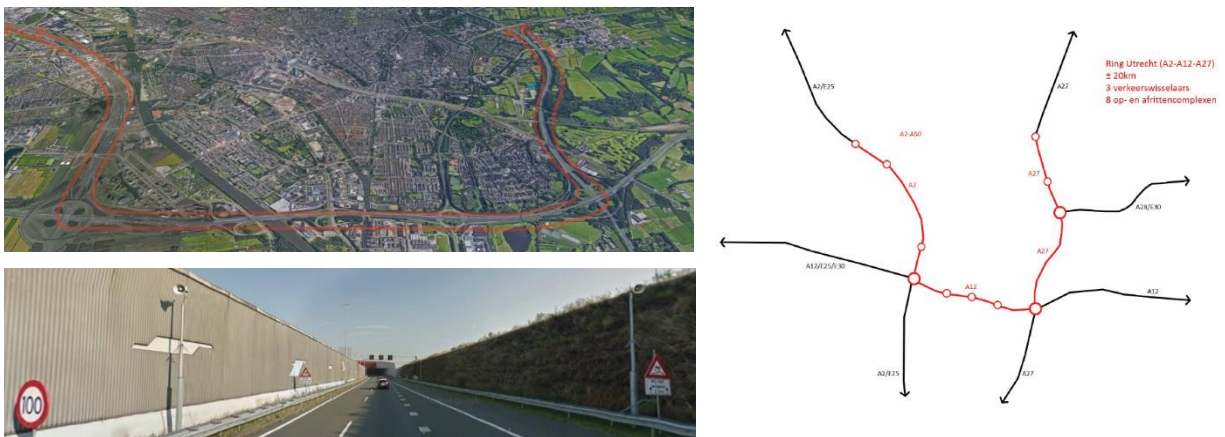 100
Ring Utrecht (A2-A12-A27)
± 20km
3 verkeerswisselaars
8 op- en afrittencomplexen
A2/E25
A27
A2-A50
A2
A27
A28/E30
A27
A12/E25/E30
A12
A12
A2/E25
A27